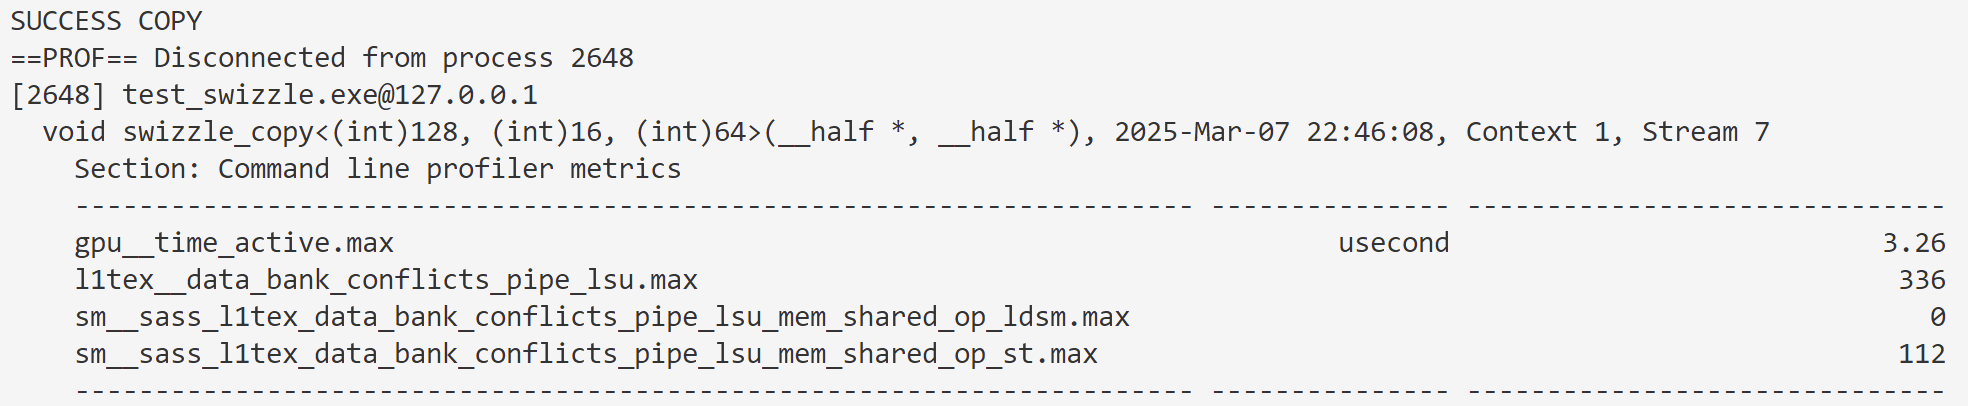 SUCCESS COPY
==PROF== Disconnected from process 2648
[2648] test_swizzle.exe@127.0.0.1
  void swizzle_copy<(int)128, (int)16, (int)64>(__half *, __half *), 2025-Mar-07 22:46:08, Context 1, Stream 7
    Section: Command line profiler metrics
    ---------------------------------------------------------------------- --------------- ------------------------------
    gpu__time_active.max                                                           usecond                           3.26
    l1tex__data_bank_conflicts_pipe_lsu.max                                                                           336
    sm__sass_l1tex_data_bank_conflicts_pipe_lsu_mem_shared_op_ldsm.max                                                  0
    sm__sass_l1tex_data_bank_conflicts_pipe_lsu_mem_shared_op_st.max                                                  112
    ---------------------------------------------------------------------- --------------- ------------------------------